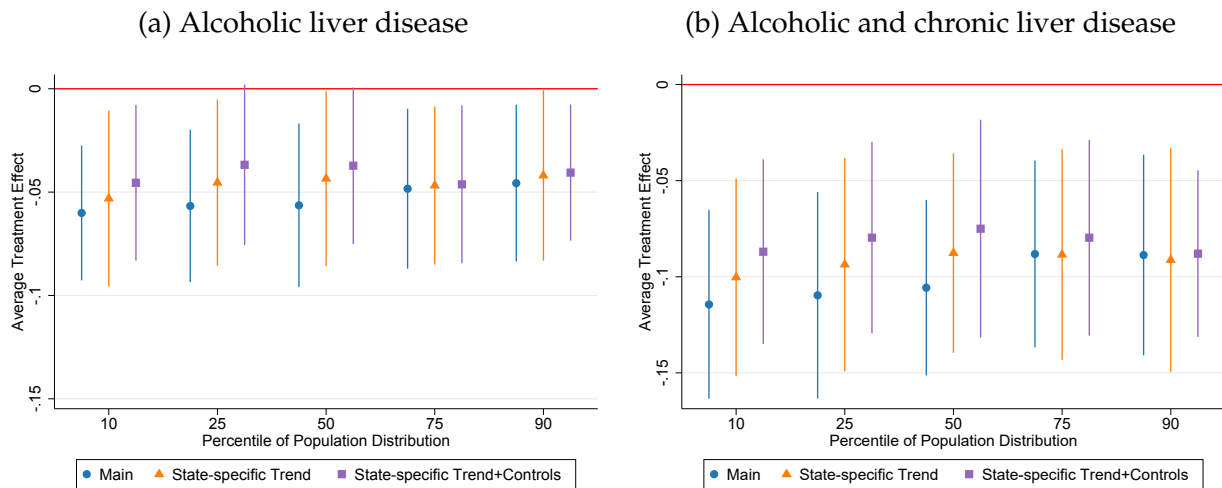 (a) Alcoholic liver disease
Average Treatment Effect
0
-.05
-.1
-.15
10 25 50 75 90
Percentile of Population Distribution
Main State-specific Trend State-specific Trend+Controls
(b) Alcoholic and chronic liver disease
Average Treatment Effect
0
-.05
-.1
-.15
10 25 50 75 90
Percentile of Population Distribution
Main State-specific Trend State-specific Trend+Controls